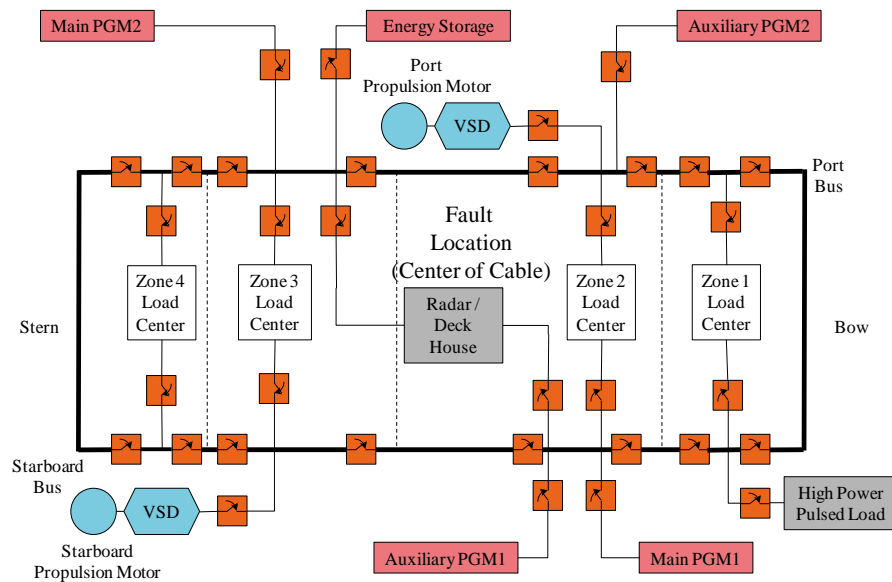 Main PGM2
Energy Storage
Auxiliary PGM2
Port
Propulsion Motor
VSD
Port
Bus
Fault
Location
(Center of Cable)
Zone 4
Load
Center
Zone 3
Load
Center
Radar /
Deck
House
Zone 2
Load
Center
Zone 1
Load
Center
Stern
Bow
Starboard
Bus
VSD
Starboard
Propulsion Motor
High Power
Pulsed Load
Auxiliary PGM1
Main PGM1